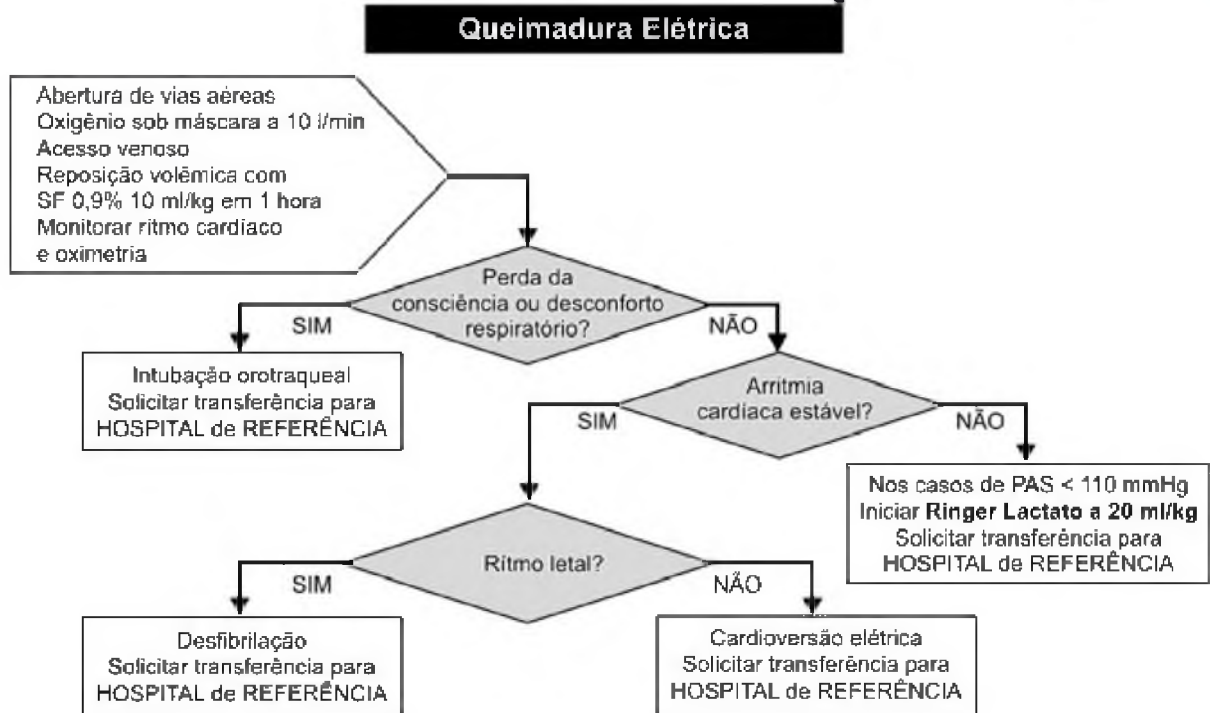 Queimadura Elétrica
Abertura de vias aéreas
Oxigênio sob máscara a 10 l/min
Acesso venoso
Reposição volêmica com
SF 0,9% 10 ml/kg em 1 hora
Monitorar ritmo cardíaco
e oximetria
Perda da
consciência ou desconforto
respiratório?
SIM
NÃO
Intubação orotraqueal
Solicitar transferência para
HOSPITAL de REFERÊNCIA
Arritmia
cardíaca estável?
SIM
NÃO
Nos casos de PAS < 110 mmHg
Iniciar Ringer Lactato a 20 ml/kg
Solicitar transferência para
HOSPITAL de REFERÊNCIA
Rítmo letal?
SIM
NÃO
Desfibrilação
Solicitar transferência para
HOSPITAL de REFERÊNCIA
Cardioversão elétrica
Solicitar transferência para
HOSPITAL de REFERÊNCIA